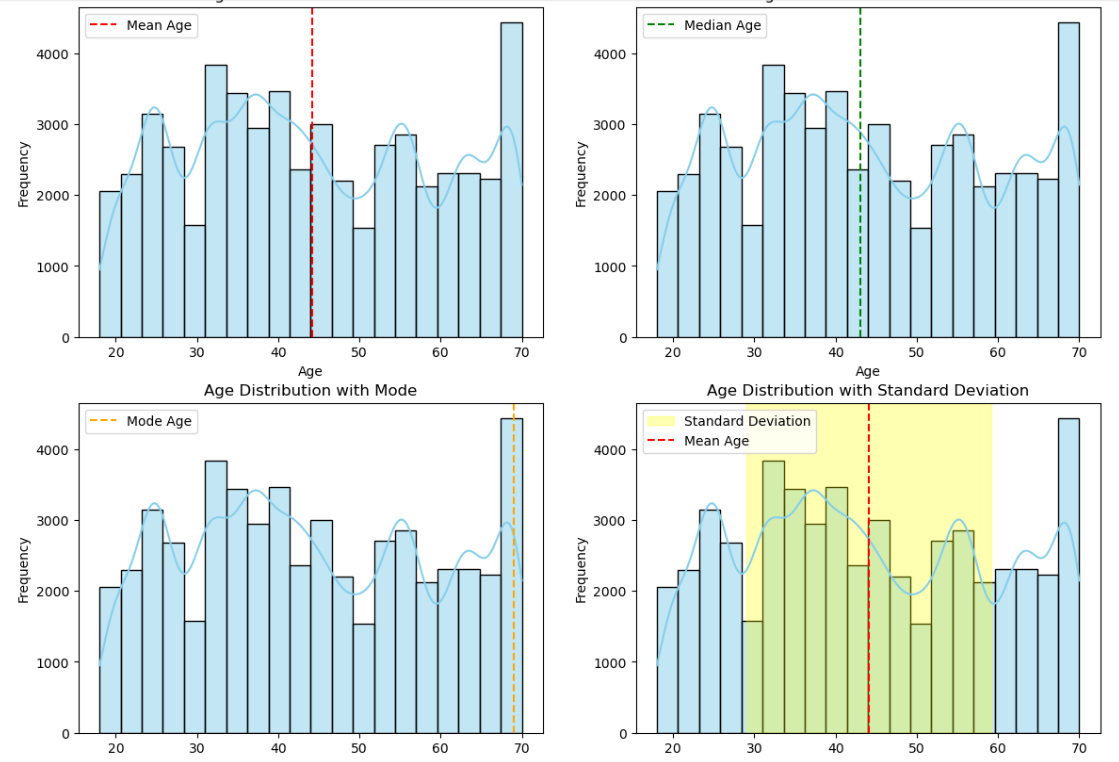 Mean Age
4000
3000
2000
1000
0
Frequency
20 30 40 50 60 70
Age
Median Age
4000
3000
2000
1000
0
Frequency
20 30 40 50 60 70
Age
Age Distribution with Mode
Mode Age
4000
3000
2000
1000
0
Frequency
20 30 40 50 60 70
Age Distribution with Standard Deviation
Standard Deviation
Mean Age
4000
3000
2000
1000
0
Frequency
20 30 40 50 60 70